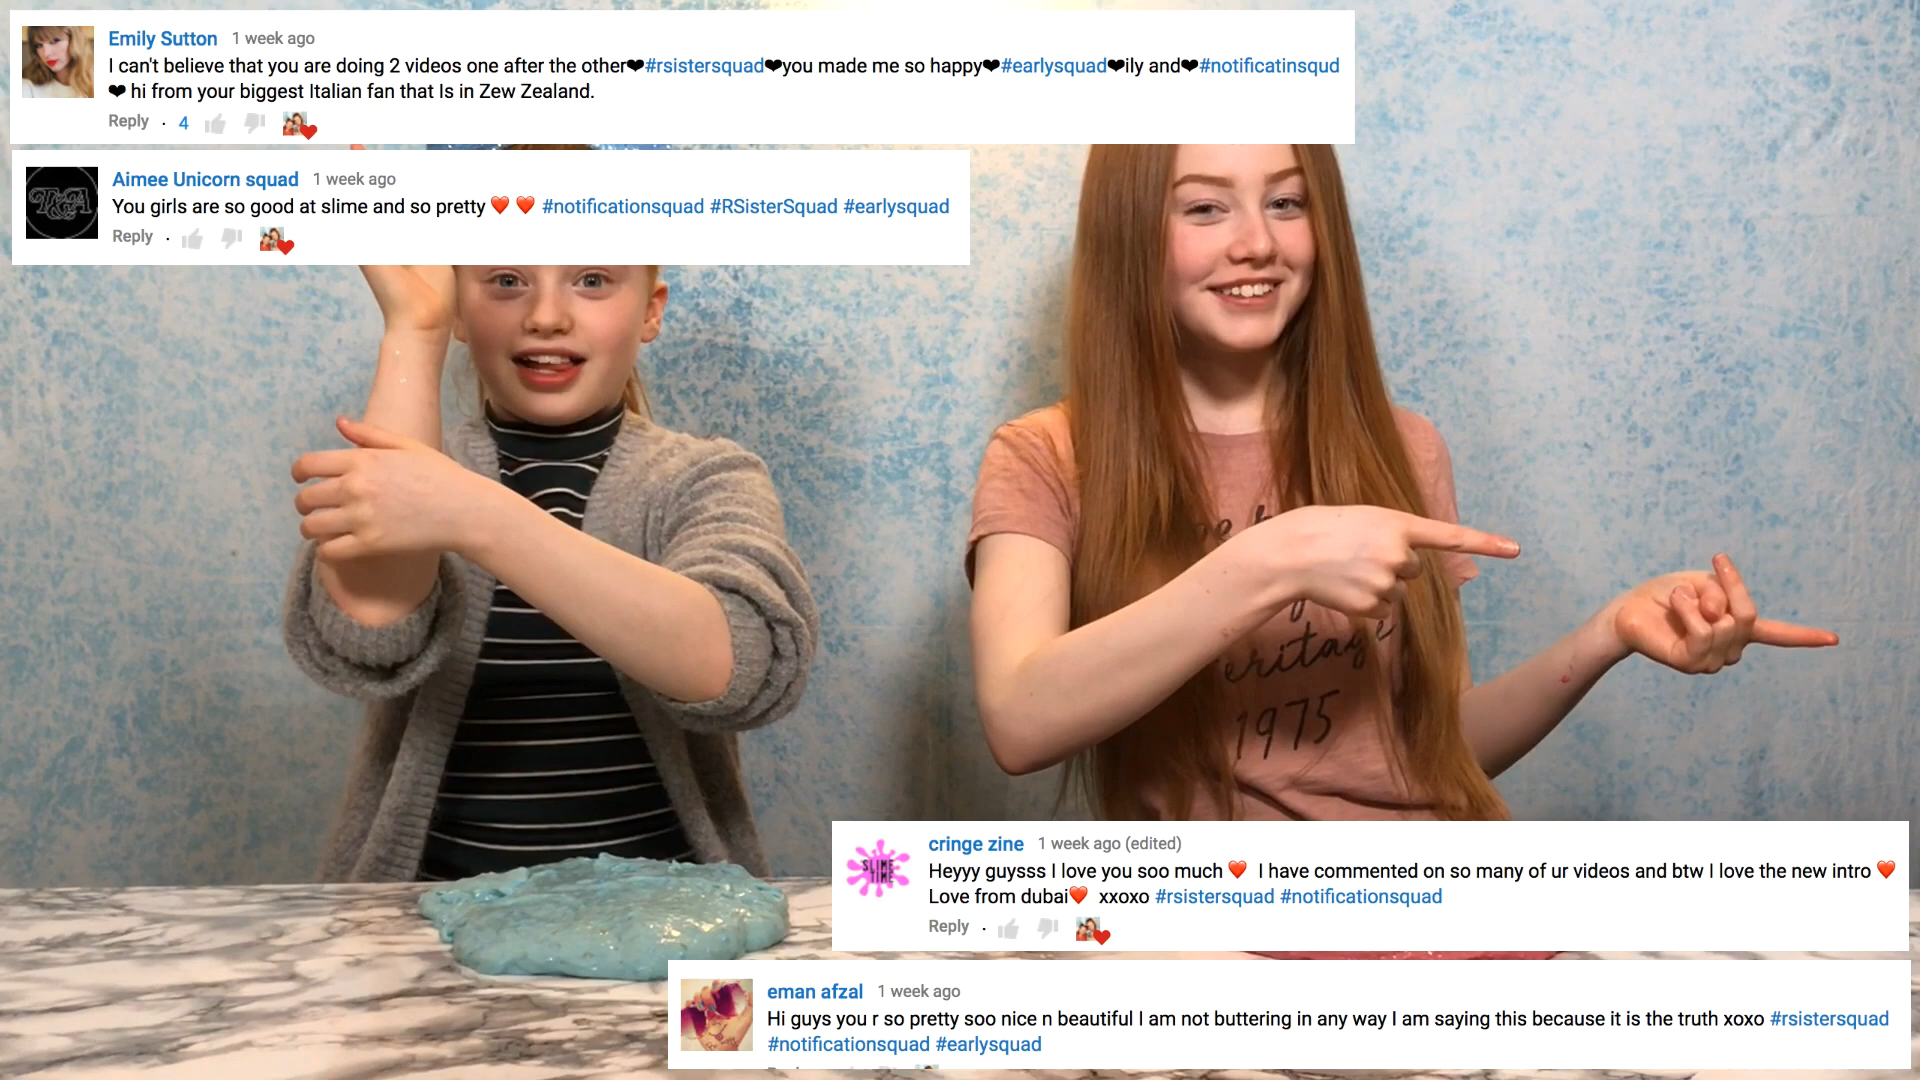 Emily Sutton 1 week ago
I can't believe that you are doing 2 videos one after the other❤#rsistersquad❤you made me so happy❤#earlysquad❤ily and❤#notificatinsqud
❤ hi from your biggest Italian fan that Is in Zew Zealand.
Reply · 4
Aimee Unicorn squad 1 week ago
You girls are so good at slime and so pretty ❤️ ❤️ #notificationsquad #RSisterSquad #earlysquad
Reply ·
eritage
1975
cringe zine 1 week ago (edited)
SLIME
TIME
Heyyy guysss I love you soo much ❤️ I have commented on so many of ur videos and btw I love the new intro ❤️
Love from dubai❤️ xxoxo #rsistersquad #notificationsquad
Reply ·
eman afzal 1 week ago
Hi guys you r so pretty soo nice n beautiful I am not buttering in any way I am saying this because it is the truth xoxo #rsistersquad
#notificationsquad #earlysquad